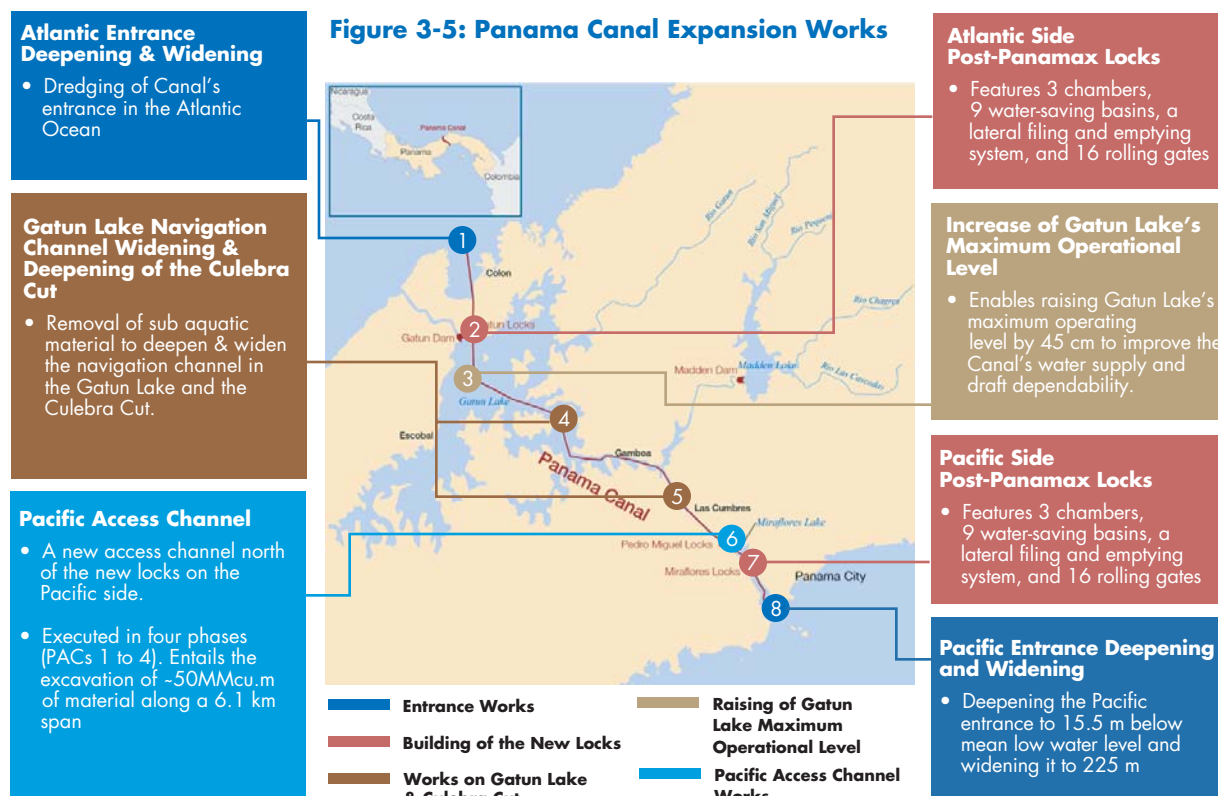 Figure 3-5: Panama Canal Expansion Works
Atlantic Entrance
Deepening & Widening
• Dredging of Canal's
entrance in the Atlantic
Ocean
Gatun Lake Navigation
Channel Widening &
Deepening of the Culebra
Cut
• Removal of sub aquatic
material to deepen & widen
the navigation channel in
the Gatun Lake and the
Culebra Cut.
Pacific Access Channel
• A new access channel north
of the new locks on the
Pacific side.
• Executed in four phases
(PACs 1 to 4). Entails the
excavation of ~50MMcu.m
of material along a 6.1 km
span
Nicaragua
Costa
Rica
Panama Canal
Panama
Colombia
1
Colon
Rio Gatun
Rio San Miguel
Rio Pequeni
Rio Chagres
2
tun Locks
Gatun Dam
3
Gatun Lake
Madden Dam
Madden Lake
Rio Las Cascadas
4
Escobal
Gamboa
Panama Canal
5
Las Cumbres
Miraflores Lake
6
Pedro Miguel Locks
7
Miraflores Locks
Panama City
8
Entrance Works
Building of the New Locks
Works on Gatun Lake
& Culebra Cut
Raising of Gatun
Lake Maximum
Operational Level
Pacific Access Channel
Works
Atlantic Side
Post-Panamax Locks
• Features 3 chambers,
9 water-saving basins, a
lateral filing and emptying
system, and 16 rolling gates
Increase of Gatun Lake's
Maximum Operational
Level
• Enables raising Gatun Lake's
maximum operating
level by 45 cm to improve the
Canal's water supply and
draft dependability.
Pacific Side
Post-Panamax Locks
• Features 3 chambers,
9 water-saving basins, a
lateral filing and emptying
system, and 16 rolling gates
Pacific Entrance Deepening
and Widening
• Deepening the Pacific
entrance to 15.5 m below
mean low water level and
widening it to 225 m